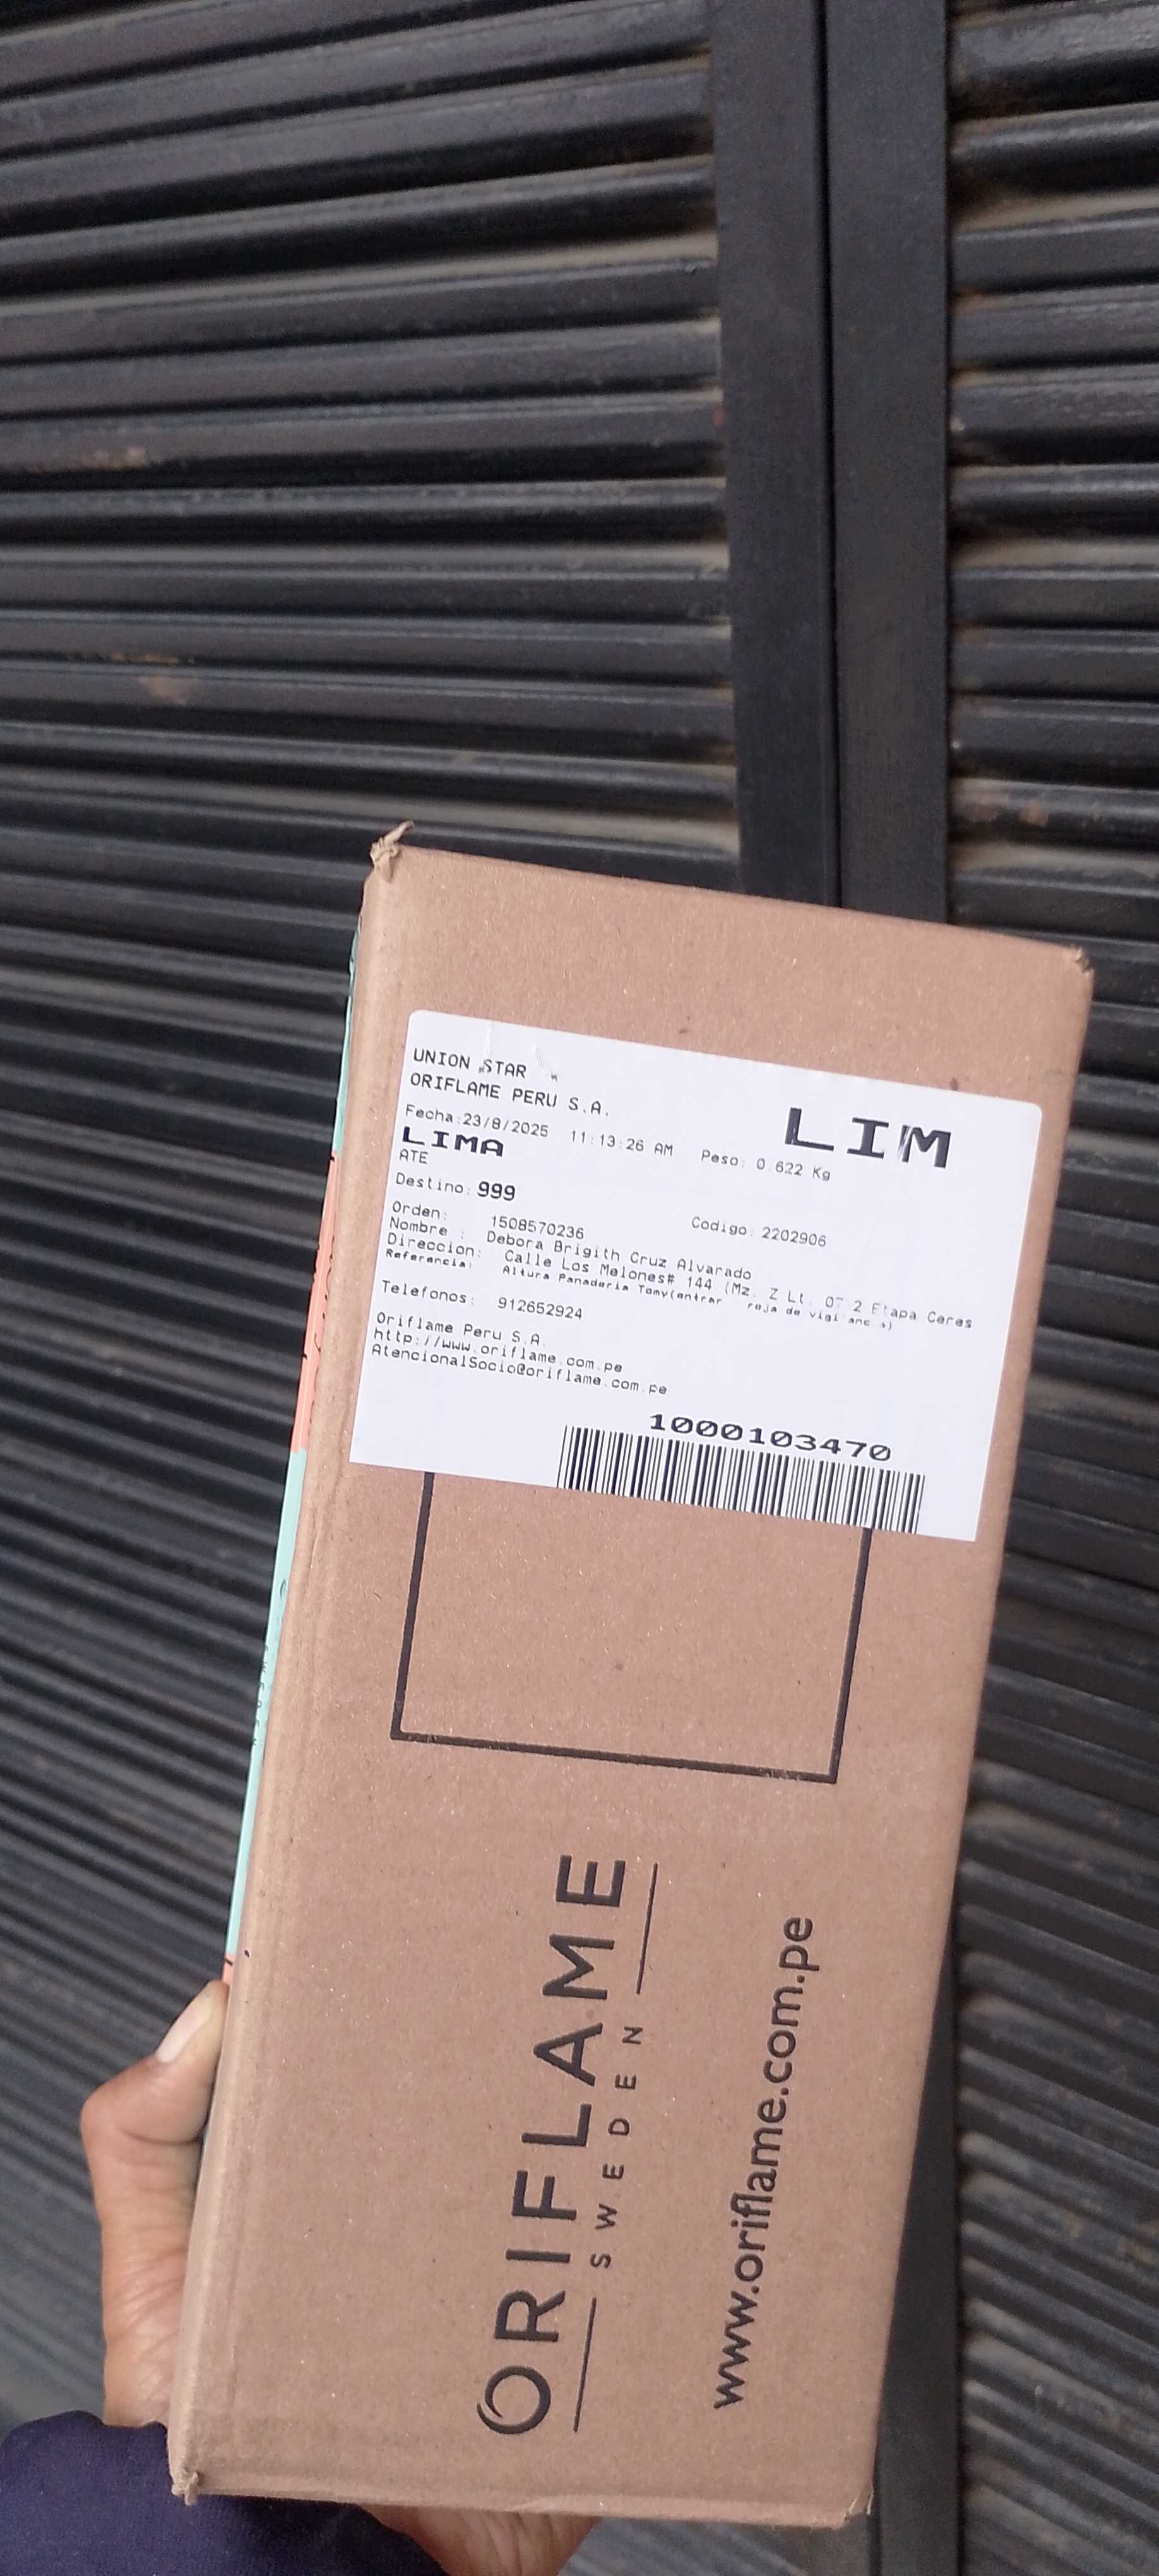 UNION STAR
ORIFLAME PERU S.A.
LIM
Fecha:23/8/2025 11:13:26 AM Peso: 0.622 Kg
LIMA
ATE
Destino: 999
Orden: 1508570236 Codigo: 2202906
Nombre : Debora Brigith Cruz Alvarado
Direccion: Calle Los Melones# 144 (Mz. Z Lt. 07 2 Etapa Ceres
Referencia: Altura Panaderia Tomy(entrar reja de
Telefonos: 912652924
Oriflame Peru S.A.
http://www.oriflame.com.pe
AtencionalSocio@oriflame.com.pe
1000103470
ORIFLAME
SWEDEN
www.oriflame.com.pe